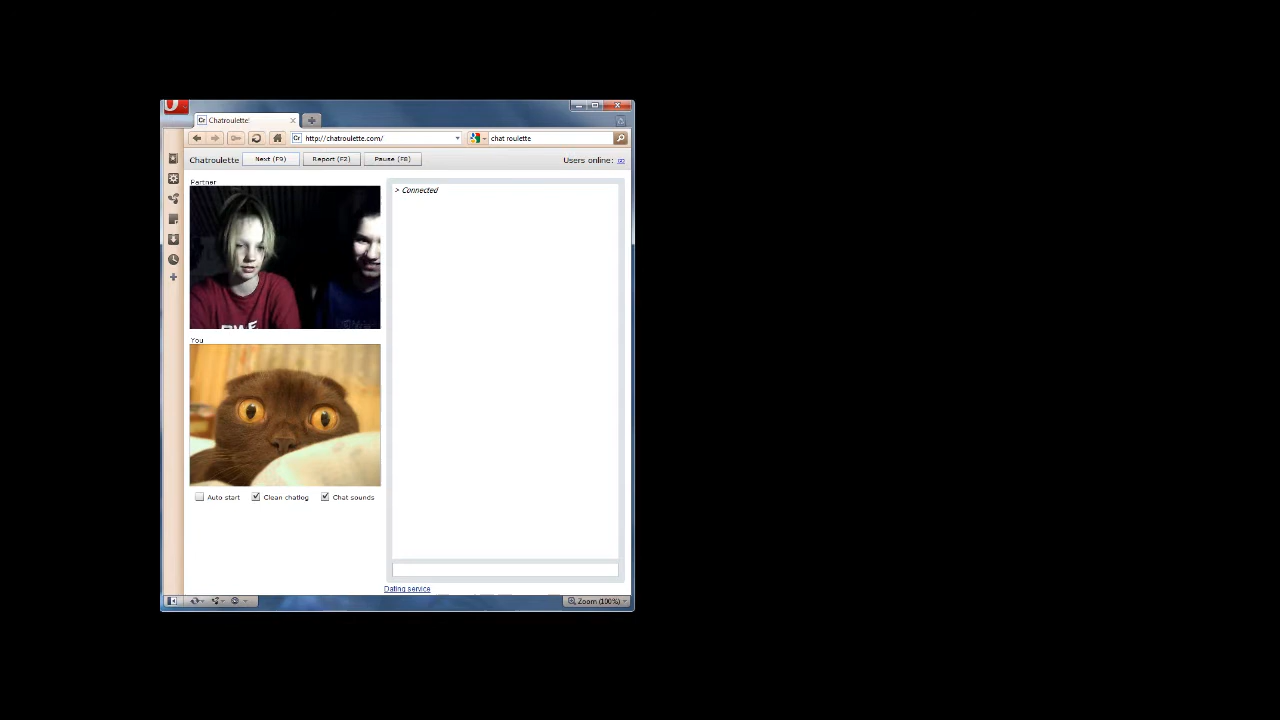 Chatroulette!
http://chatroulette.com/
chat roulette
Chatroulette
Next (F9)
Report (F2)
Pause (F8)
Users online:
Partner
> Connected
You
Auto start
Clean chatlog
Chat sounds
Dating service
Zoom (100%)